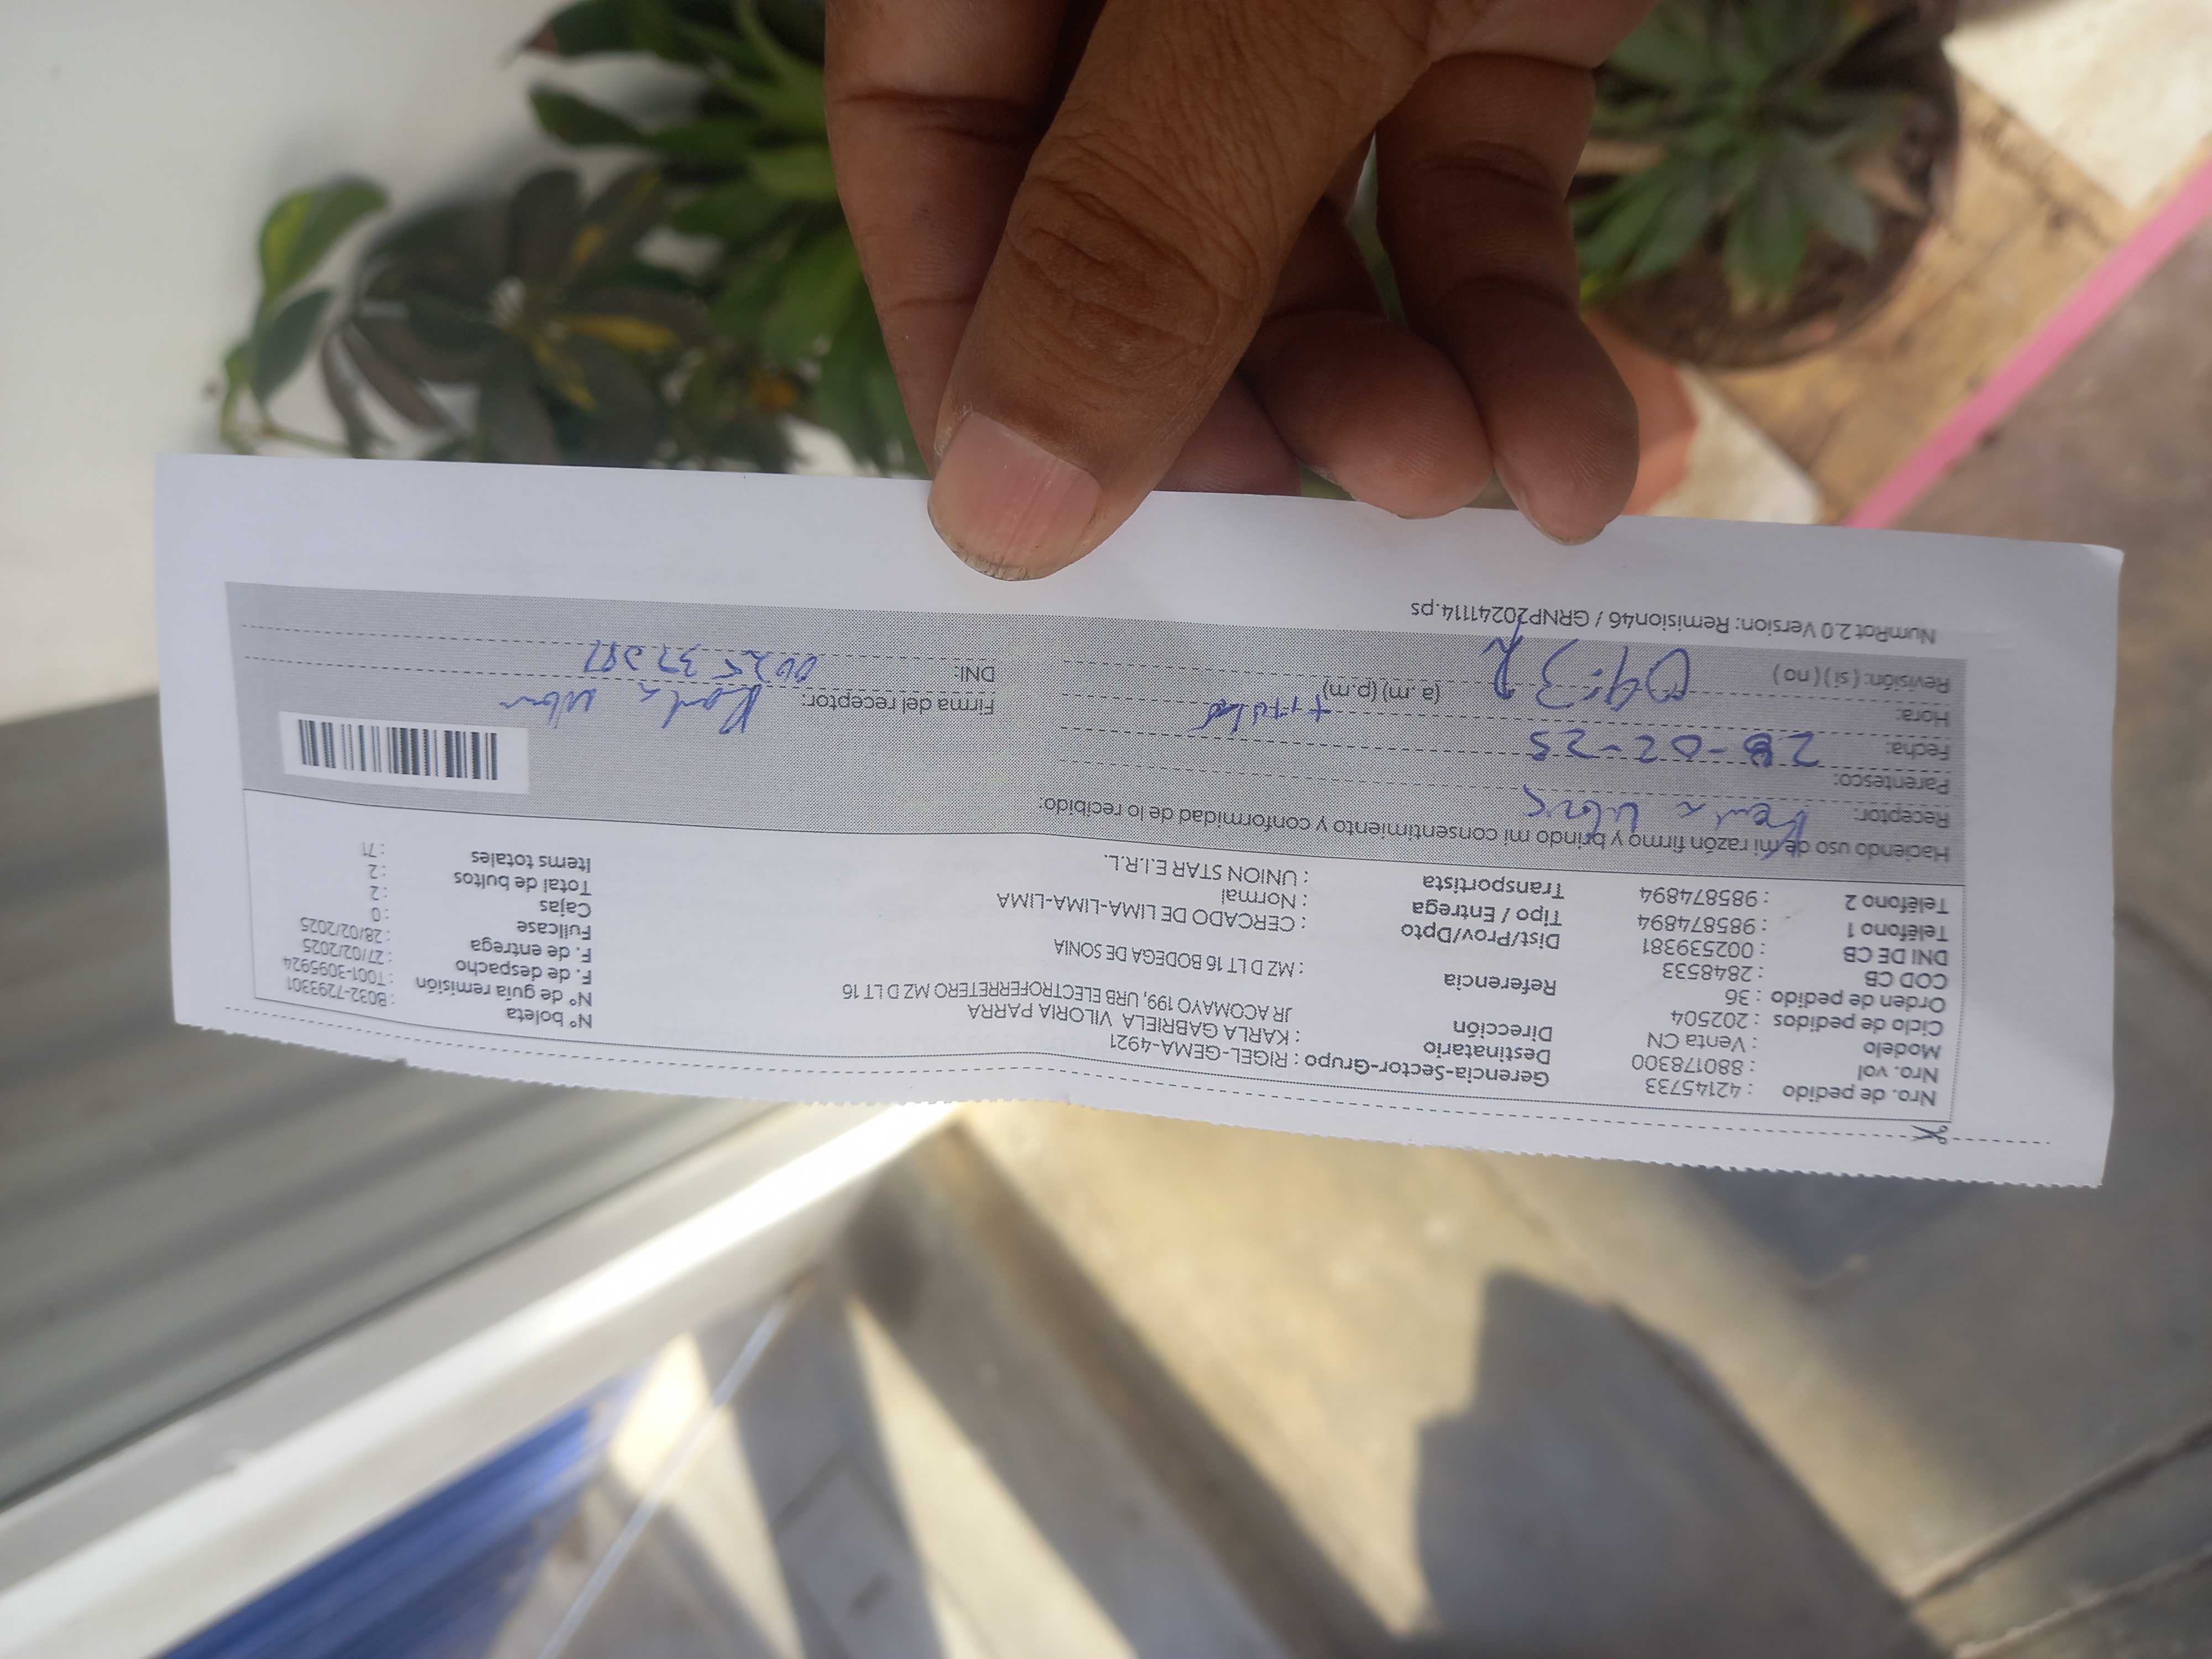 Nro. de pedido : 42145733
Nro. vol : 880178300
Modelo : Venta CN
Ciclo de pedidos : 202504
Orden de pedido : 36
COD CB : 2848533
DNI DE CB : 002539381
Teléfono 1 : 985874894
Teléfono 2 : 985874894
Gerencia-Sector-Grupo : RIGEL-GEMA-4921
Destinatario : KARLA GABRIELA VILORIA PARRA
Dirección JR ACOMAYO 199, URB ELECTROFERRETERO MZ D LT 16
Referencia : MZ D LT 16 BODEGA DE SONIA
Dist/Prov/Dpto : CERCADO DE LIMA-LIMA-LIMA
Tipo / Entrega : Normal
Transportista : UNION STAR E.I.R.L.
N° boleta : B032-7293301
N° de guía remisión : T001-3095924
F. de despacho : 27/02/2025
F. de entrega : 28/02/2025
Fullcase : 0
Cajas : 2
Total de bultos : 2
Items totales : 71
Haciendo uso de mi razón firmo y brindo mi consentimiento y conformidad de lo recibido:
Receptor:
Parentesco: titular
Fecha: 28-02-25
Hora: (a.m) (p.m)
Revisión: ( si ) ( no )
Firma del receptor: Karla
DNI:
NumRot 2.0 Version: Remision46 / GRNP20241114.ps